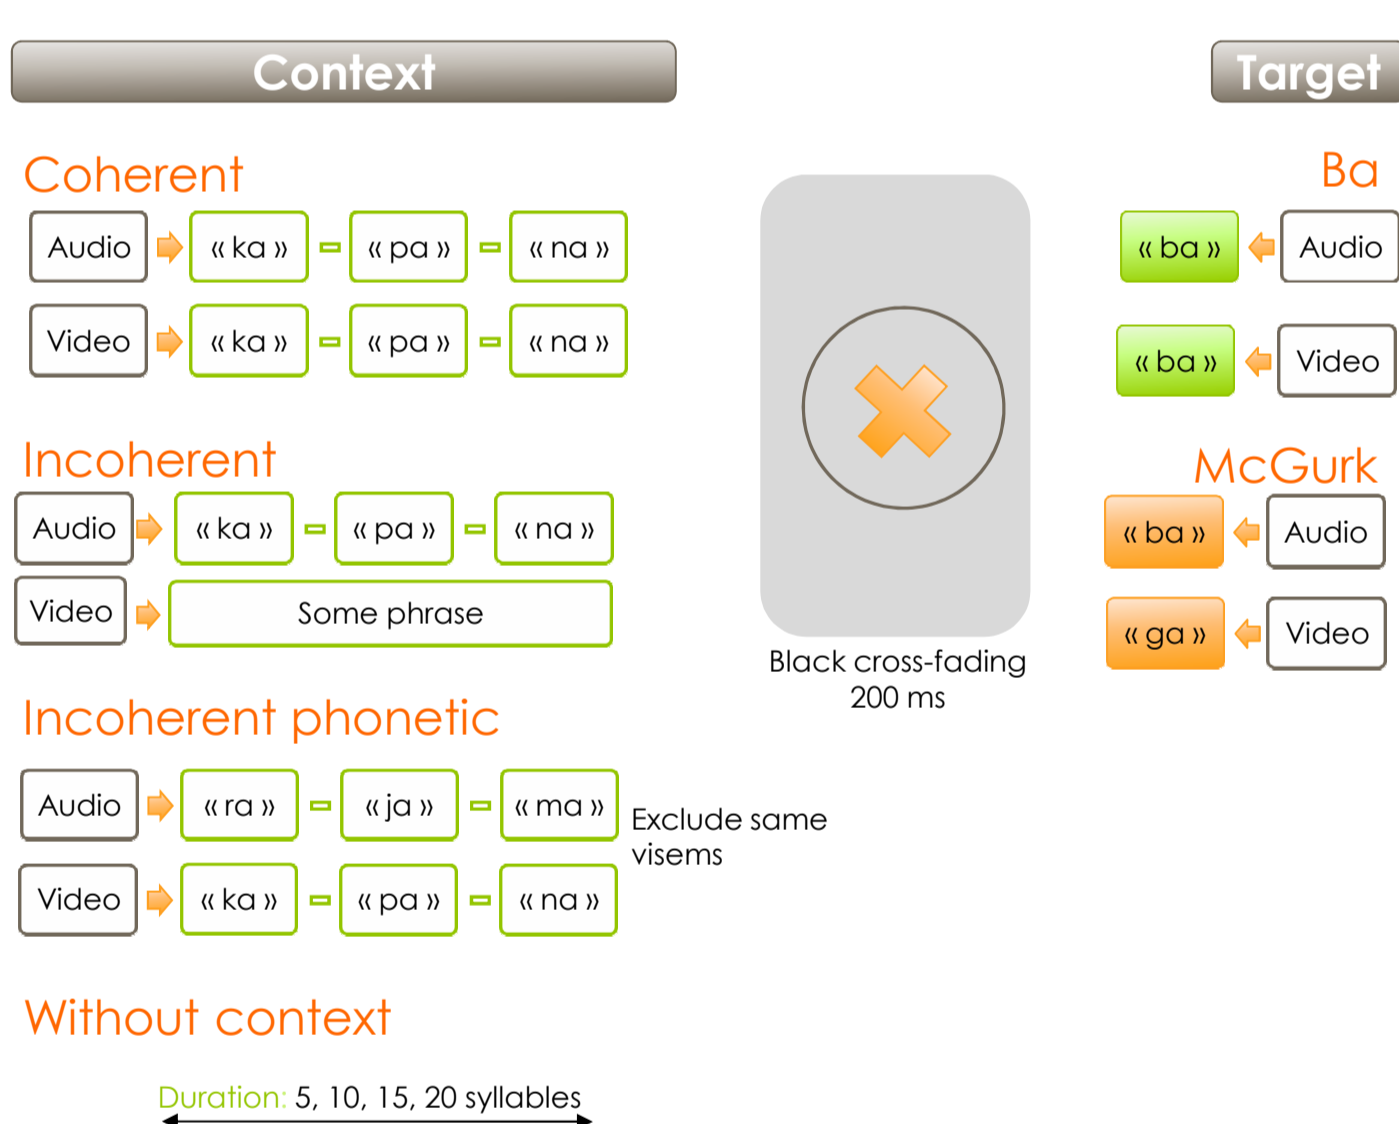 Context
Target
Coherent
Audio « ka » « pa » « na »
Video « ka » « pa » « na »
Incoherent
Audio « ka » « pa » « na »
Video Some phrase
Incoherent phonetic
Audio « ra » « ja » « ma »
Video « ka » « pa » « na »
Exclude same
visems
Without context
Duration: 5, 10, 15, 20 syllables
Black cross-fading
200 ms
Ba
« ba » Audio
« ba » Video
McGurk
« ba » Audio
« ga » Video